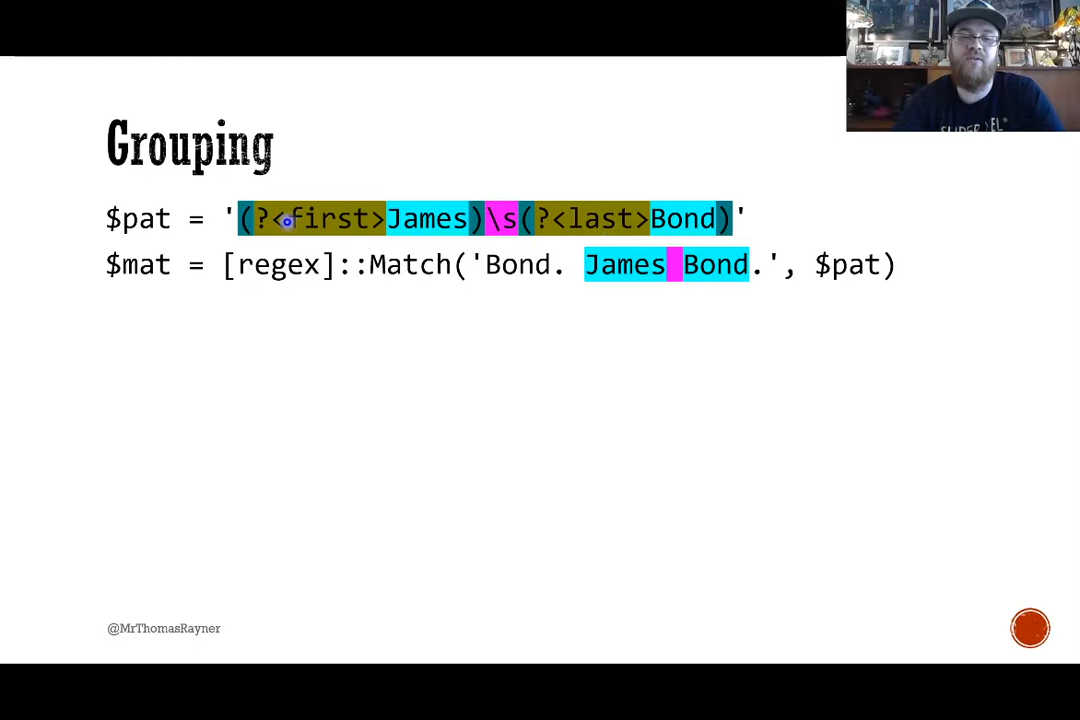 Grouping
$pat = '(?<first>James)\s(?<last>Bond)'
$mat = [regex]::Match('Bond. James Bond.', $pat)
@MrThomasRayner